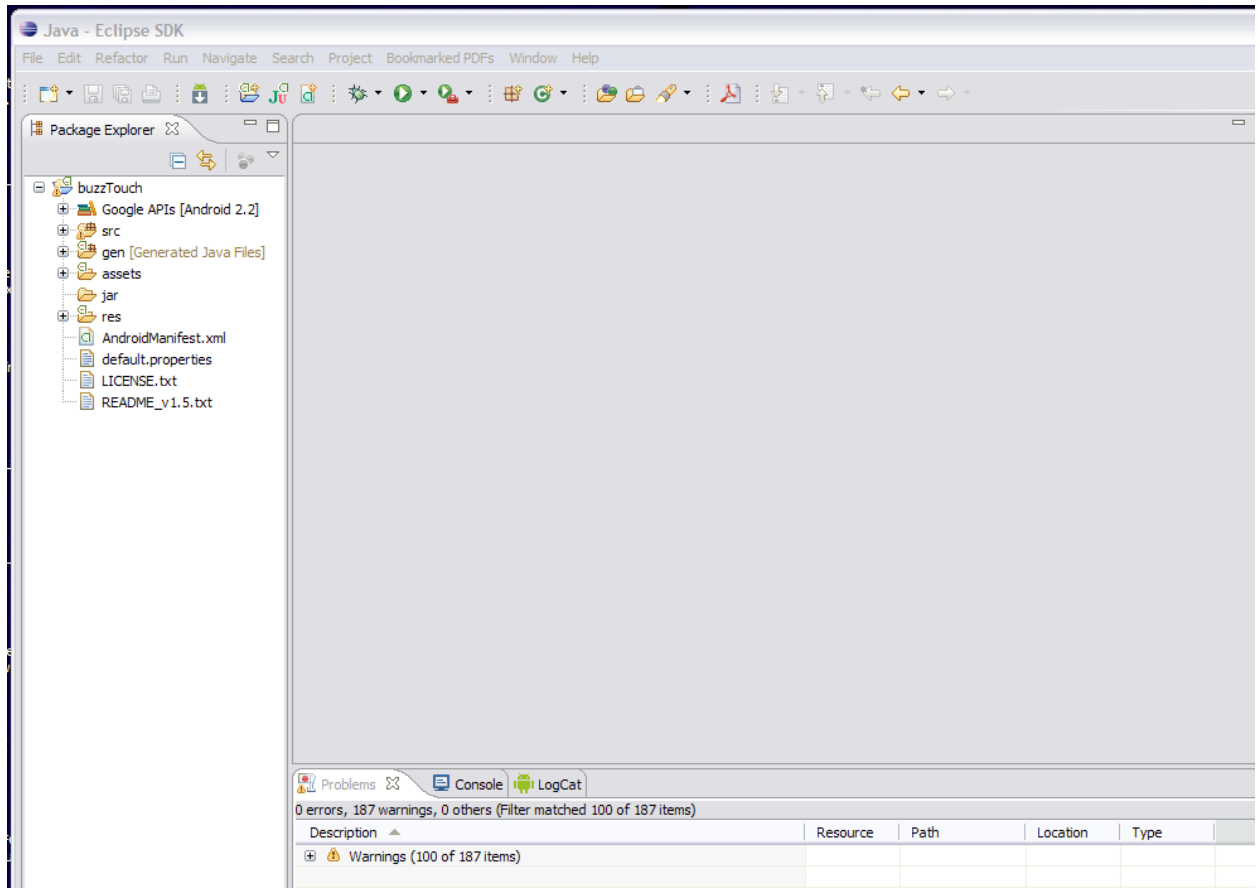 Java - Eclipse SDK
File Edit Refactor Run Navigate Search Project Bookmarked PDFs Window Help
Package Explorer
buzzTouch
Google APIs [Android 2.2]
src
gen [Generated Java Files]
assets
jar
res
AndroidManifest.xml
default.properties
LICENSE.txt
README_v1.5.txt
Problems Console LogCat
0 errors, 187 warnings, 0 others (Filter matched 100 of 187 items)
Description Resource Path Location Type
Warnings (100 of 187 items)